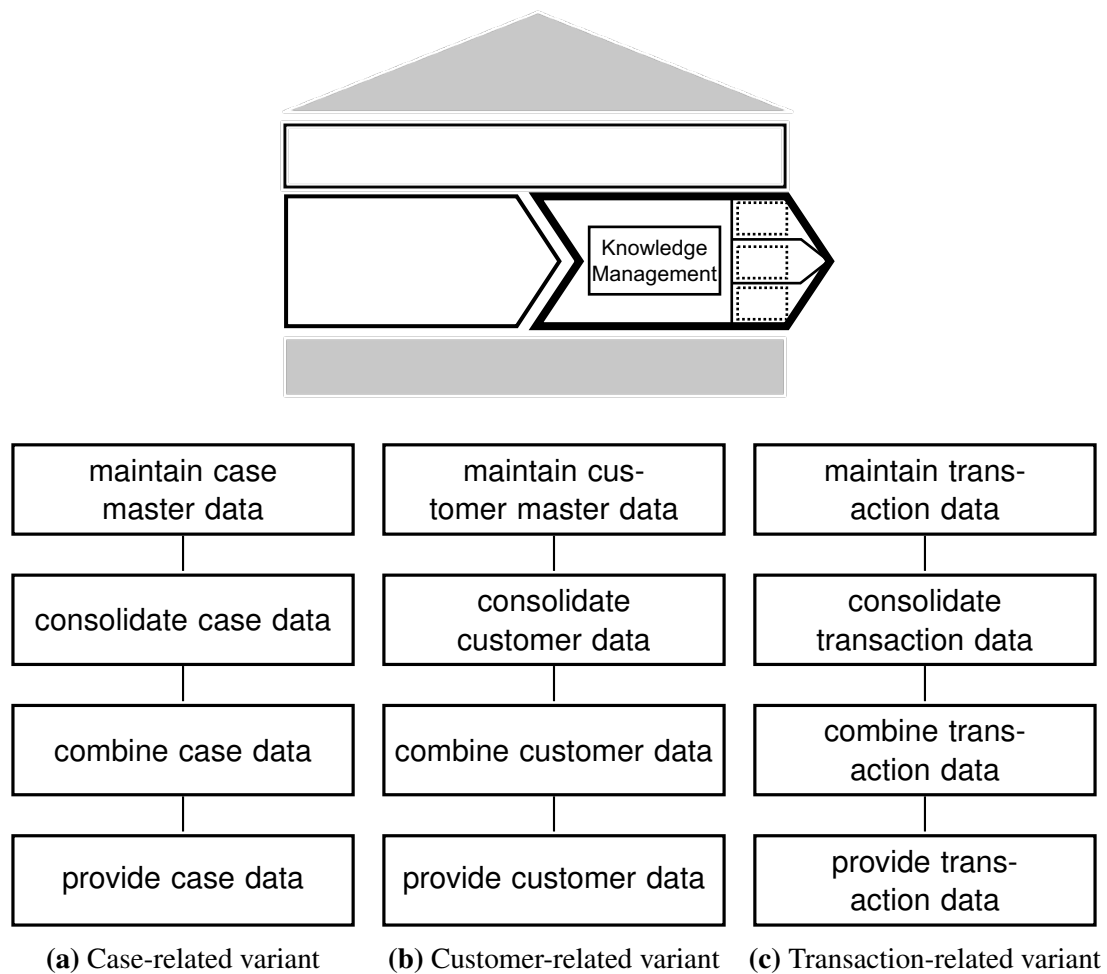 Knowledge
Management
maintain case
master data
consolidate case data
combine case data
provide case data
(a) Case-related variant
maintain cus-
tomer master data
consolidate
customer data
combine customer data
provide customer data
(b) Customer-related variant
maintain trans-
action data
consolidate
transaction data
combine trans-
action data
provide trans-
action data
(c) Transaction-related variant